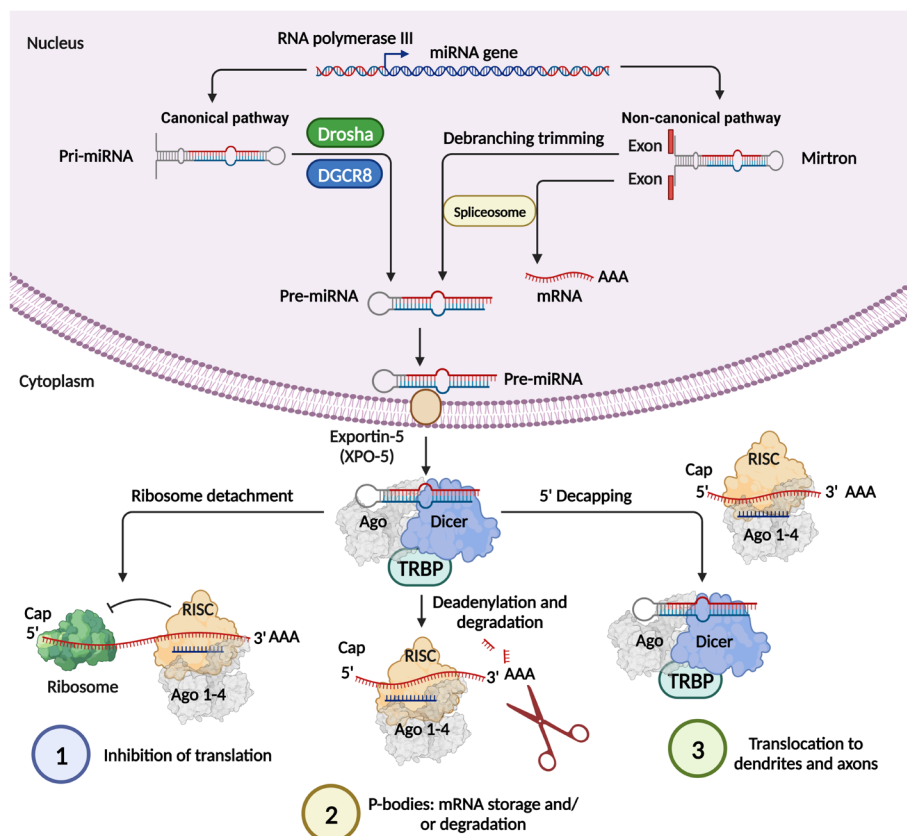 Nucleus
RNA polymerase III
miRNA gene
Canonical pathway
Non-canonical pathway
Pri-miRNA
Drosha
DGCR8
Debranching trimming
Exon
Exon
Mirtron
Spliceosome
AAA
mRNA
Pre-miRNA
Cytoplasm
Pre-miRNA
Exportin-5
(XPO-5)
Ribosome detachment
Ago
Dicer
TRBP
5' Decapping
Cap
RISC
5'
3' AAA
Ago 1-4
Cap
5'
RISC
3' AAA
Ribosome
Ago 1-4
Deadenylation and
degradation
Cap
5'
RISC
3' AAA
Ago 1-4
Ago
Dicer
TRBP
1
Inhibition of translation
2
P-bodies: mRNA storage and/
or degradation
3
Translocation to
dendrites and axons